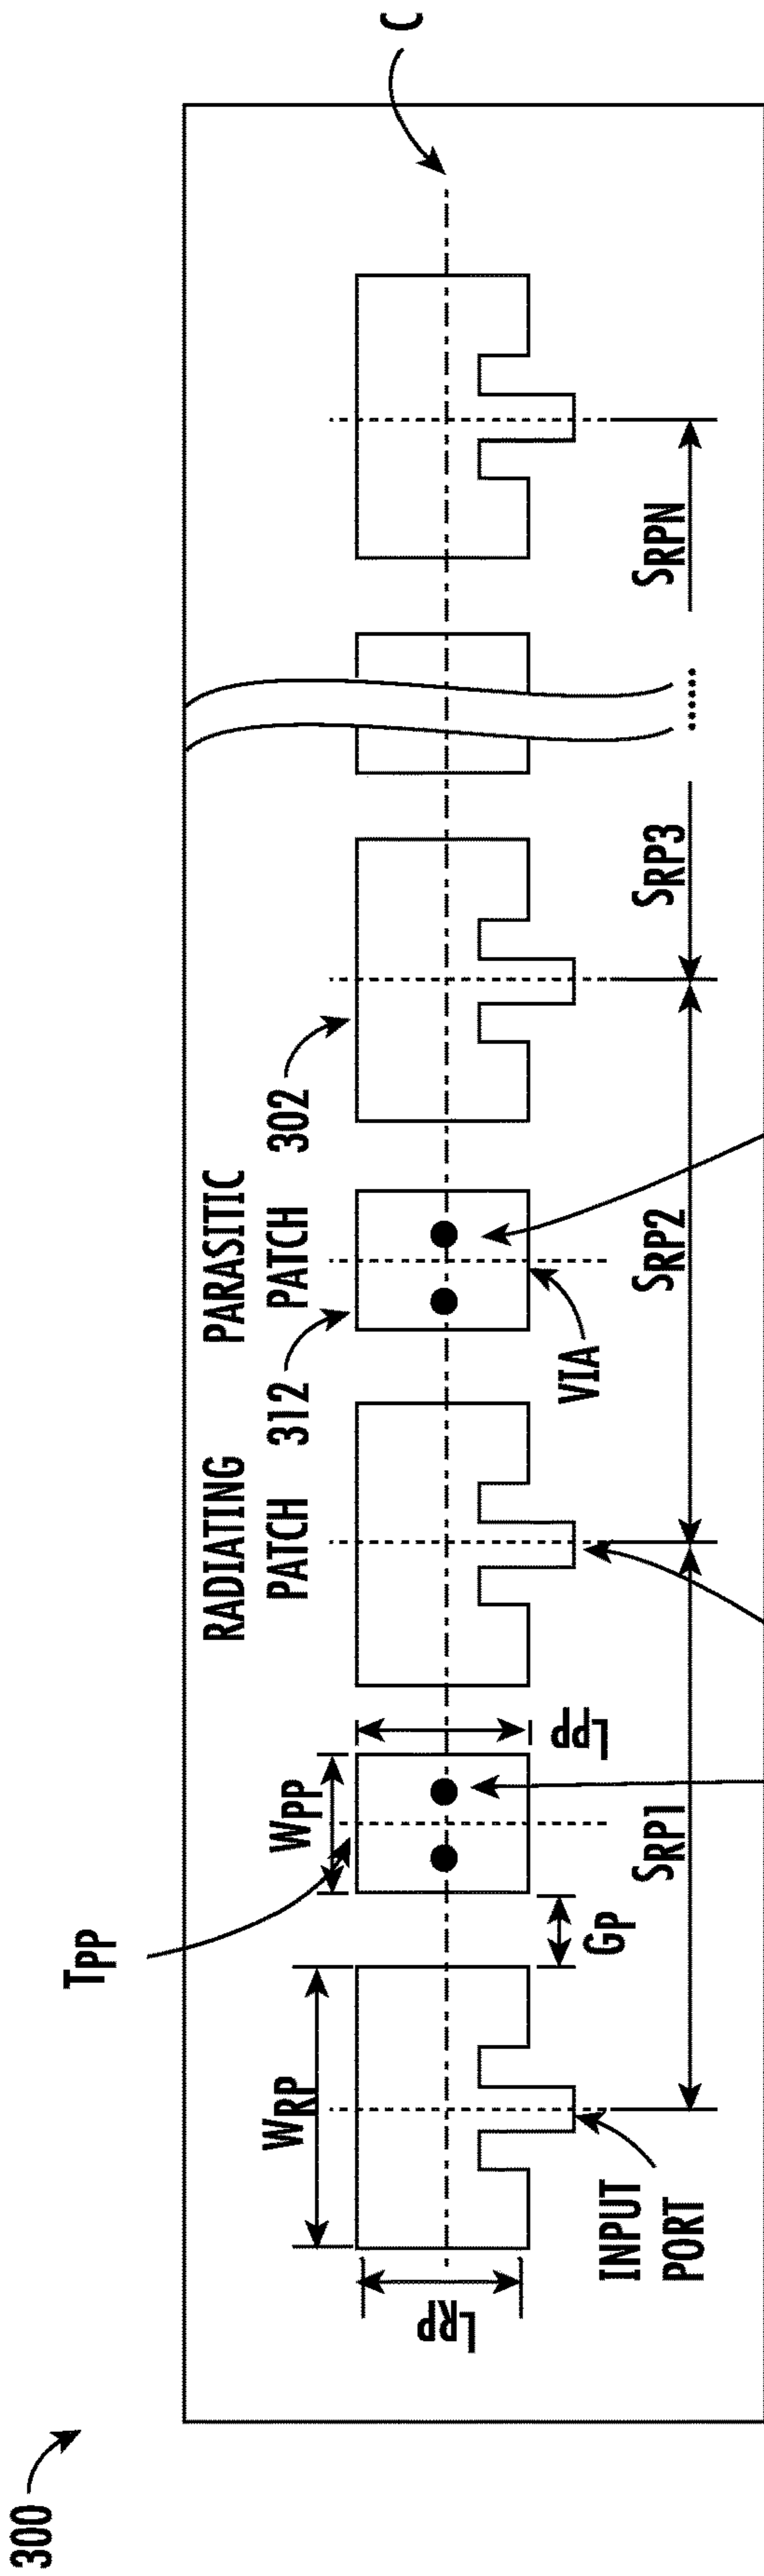 300
C
TPP
RADIATING
PATCH
PARASITIC
PATCH
312
302
WRP
WPP
LRP
LPP
GP
VIA
INPUT
PORT
SRP1
SRP2
SRP3
.....
SRPN